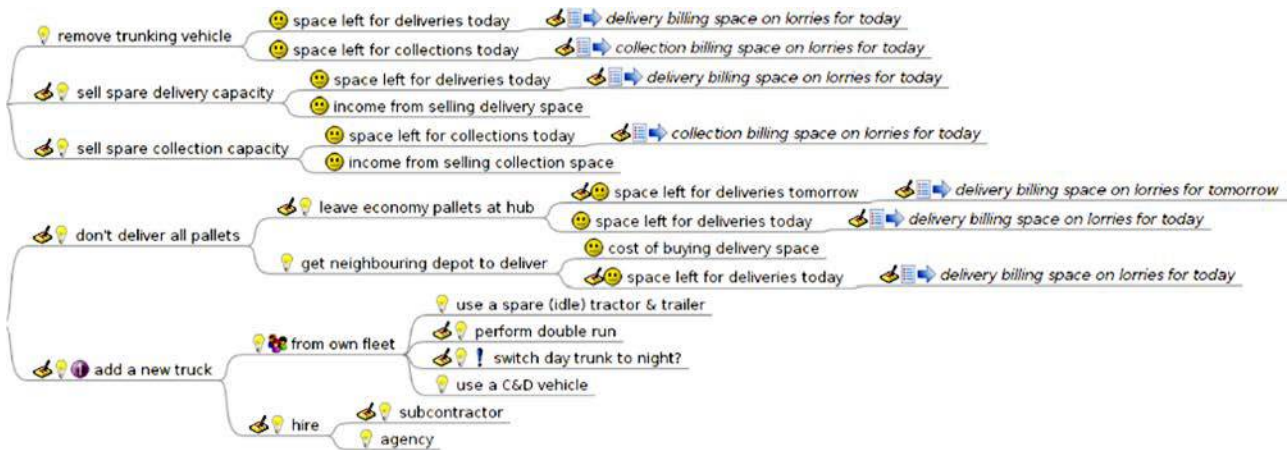 remove trunking vehicle
space left for deliveries today
delivery billing space on lorries for today
space left for collections today
collection billing space on lorries for today
sell spare delivery capacity
space left for deliveries today
delivery billing space on lorries for today
income from selling delivery space
sell spare collection capacity
space left for collections today
collection billing space on lorries for today
income from selling collection space
don't deliver all pallets
leave economy pallets at hub
space left for deliveries tomorrow
delivery billing space on lorries for tomorrow
space left for deliveries today
delivery billing space on lorries for today
get neighbouring depot to deliver
cost of buying delivery space
space left for deliveries today
delivery billing space on lorries for today
add a new truck
from own fleet
use a spare (idle) tractor & trailer
perform double run
switch day trunk to night?
use a C&D vehicle
hire
subcontractor
agency